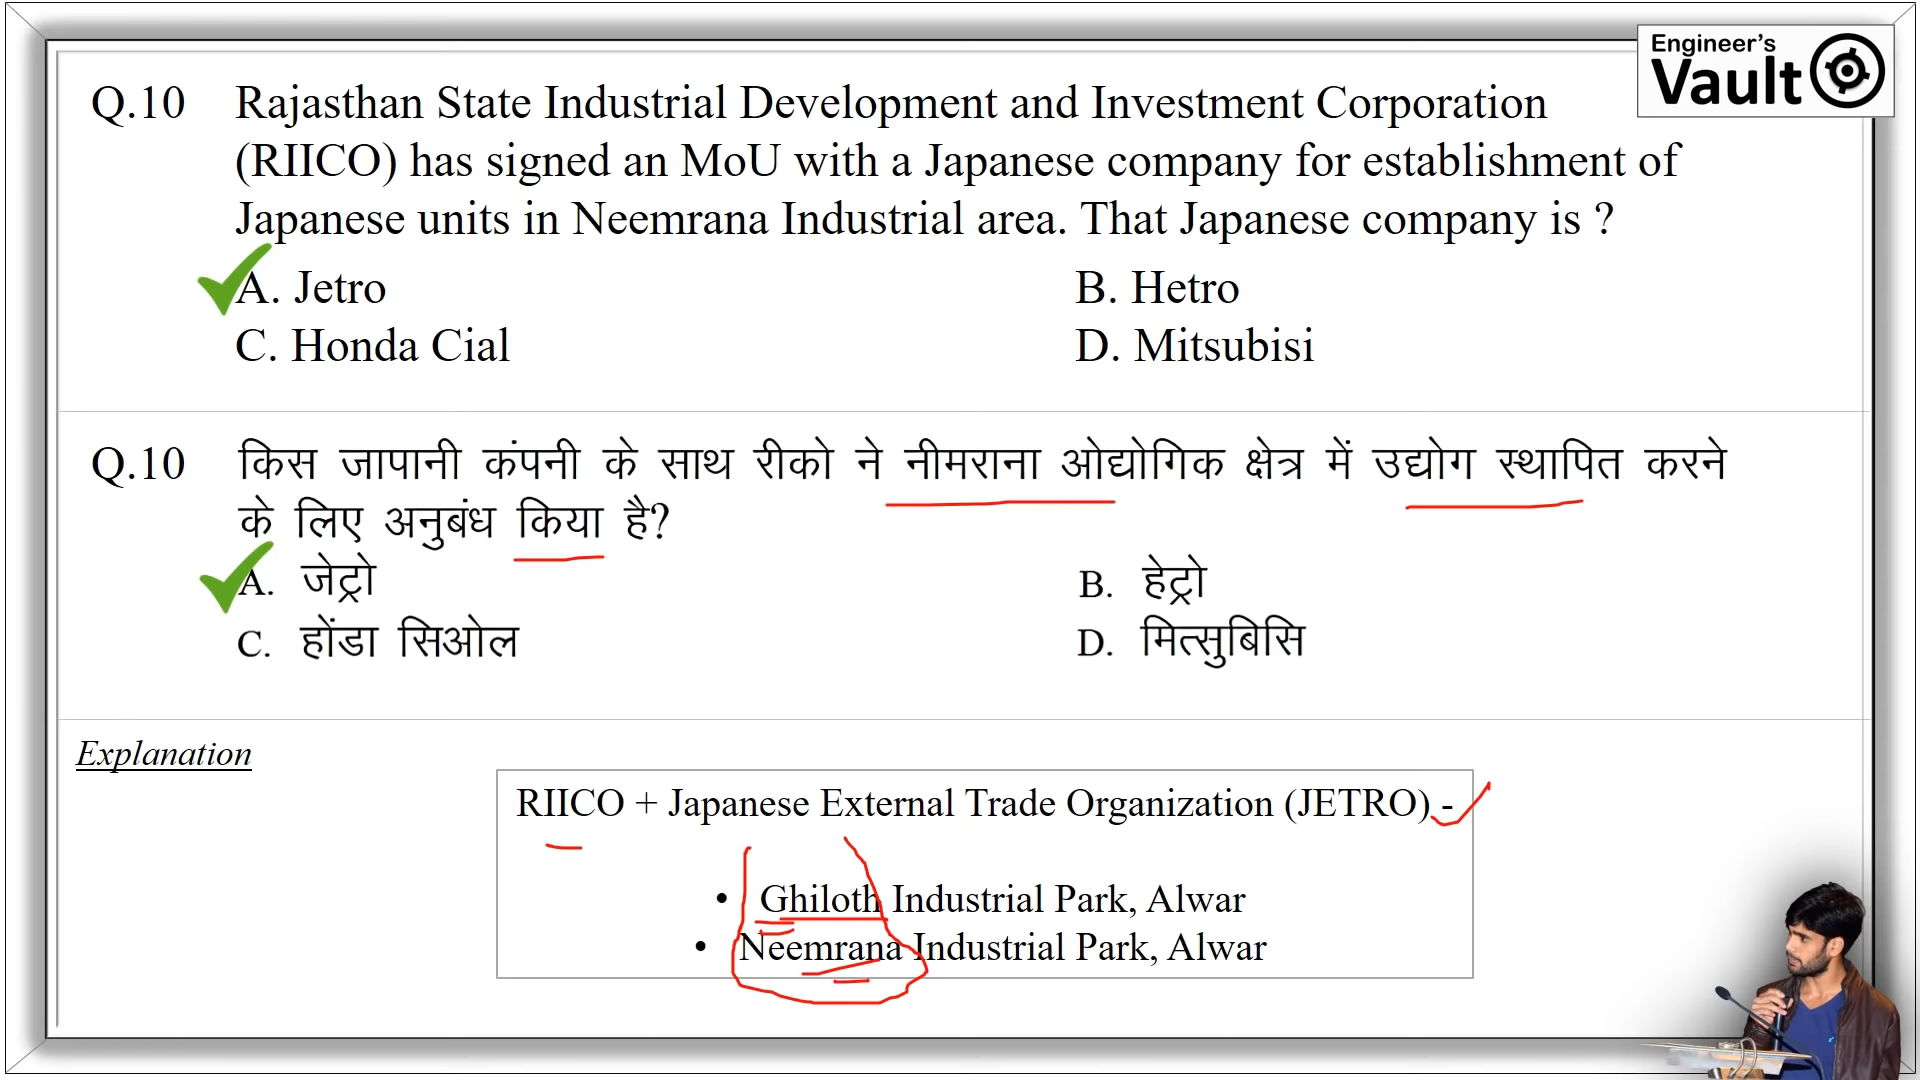 Engineer's
Vault
Q.10 Rajasthan State Industrial Development and Investment Corporation
(RIICO) has signed an MoU with a Japanese company for establishment of
Japanese units in Neemrana Industrial area. That Japanese company is ?
A. Jetro B. Hetro
C. Honda Cial D. Mitsubisi
Q.10 किस जापानी कंपनी के साथ रीको ने नीमराना ओद्योगिक क्षेत्र में उद्योग स्थापित करने
के लिए अनुबंध किया है?
A. जेट्रो B. हेट्रो
C. होंडा सिओल D. मित्सुबिसि
Explanation
RIICO + Japanese External Trade Organization (JETRO) -
• Ghiloth Industrial Park, Alwar
• Neemrana Industrial Park, Alwar